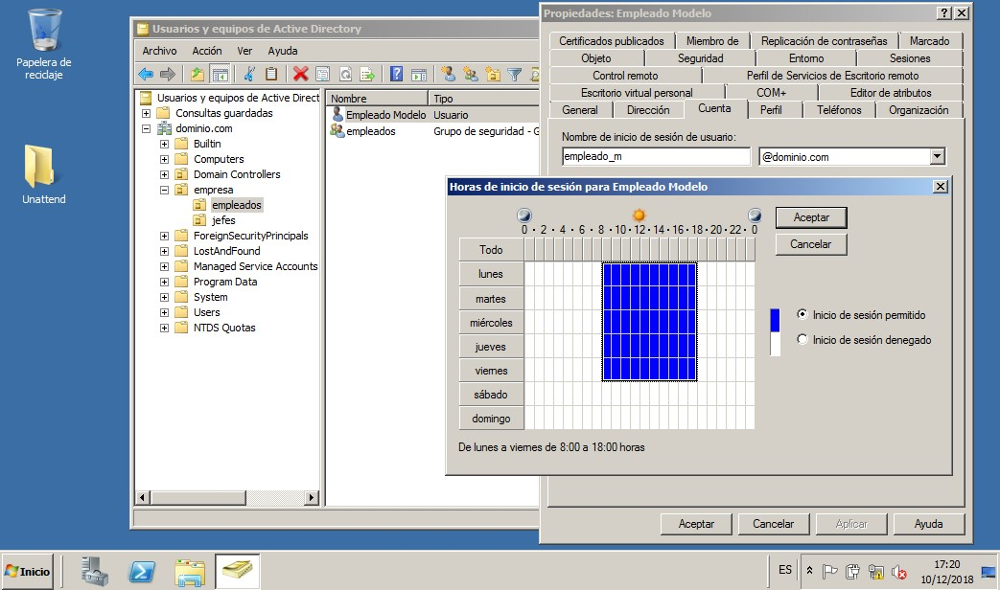 Papelera de
reciclaje
Unattend
Usuarios y equipos de Active Directory
Archivo Acción Ver Ayuda
Usuarios y equipos de Active Direct
Consultas guardadas
dominio.com
Builtin
Computers
Domain Controllers
empresa
empleados
jefes
ForeignSecurityPrincipals
LostAndFound
Managed Service Accounts
Program Data
System
Users
NTDS Quotas
Nombre Tipo
Empleado Modelo Usuario
empleados Grupo de seguridad - G
Propiedades: Empleado Modelo
Certificados publicados Miembro de Replicación de contraseñas Marcado
Objeto Seguridad Entorno Sesiones
Control remoto Perfil de Servicios de Escritorio remoto
Escritorio virtual personal COM+ Editor de atributos
General Dirección Cuenta Perfil Teléfonos Organización
Nombre de inicio de sesión de usuario:
empleado_m @dominio.com
Horas de inicio de sesión para Empleado Modelo
0 · 2 · 4 · 6 · 8 · 10 · 12 · 14 · 16 · 18 · 20 · 22 · 0
Todo
lunes
martes
miércoles
jueves
viernes
sábado
domingo
Aceptar
Cancelar
Inicio de sesión permitido
Inicio de sesión denegado
De lunes a viernes de 8:00 a 18:00 horas
Aceptar Cancelar Aplicar Ayuda
Inicio
ES
17:20
10/12/2018